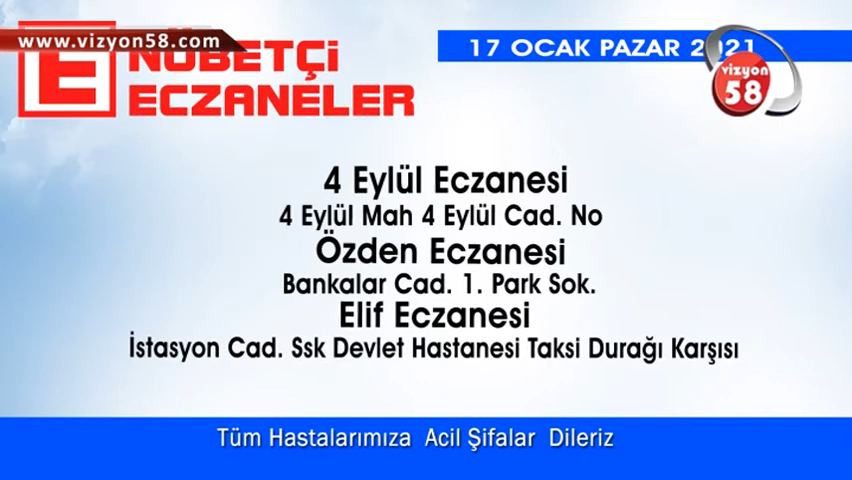 www.vizyon58.com
E NÖBETÇİ
ECZANELER
17 OCAK PAZAR 2021
vizyon
58
4 Eylül Eczanesi
4 Eylül Mah 4 Eylül Cad. No
Özden Eczanesi
Bankalar Cad. 1. Park Sok.
Elif Eczanesi
İstasyon Cad. Ssk Devlet Hastanesi Taksi Durağı Karşısı
Tüm Hastalarımıza Acil Şifalar Dileriz